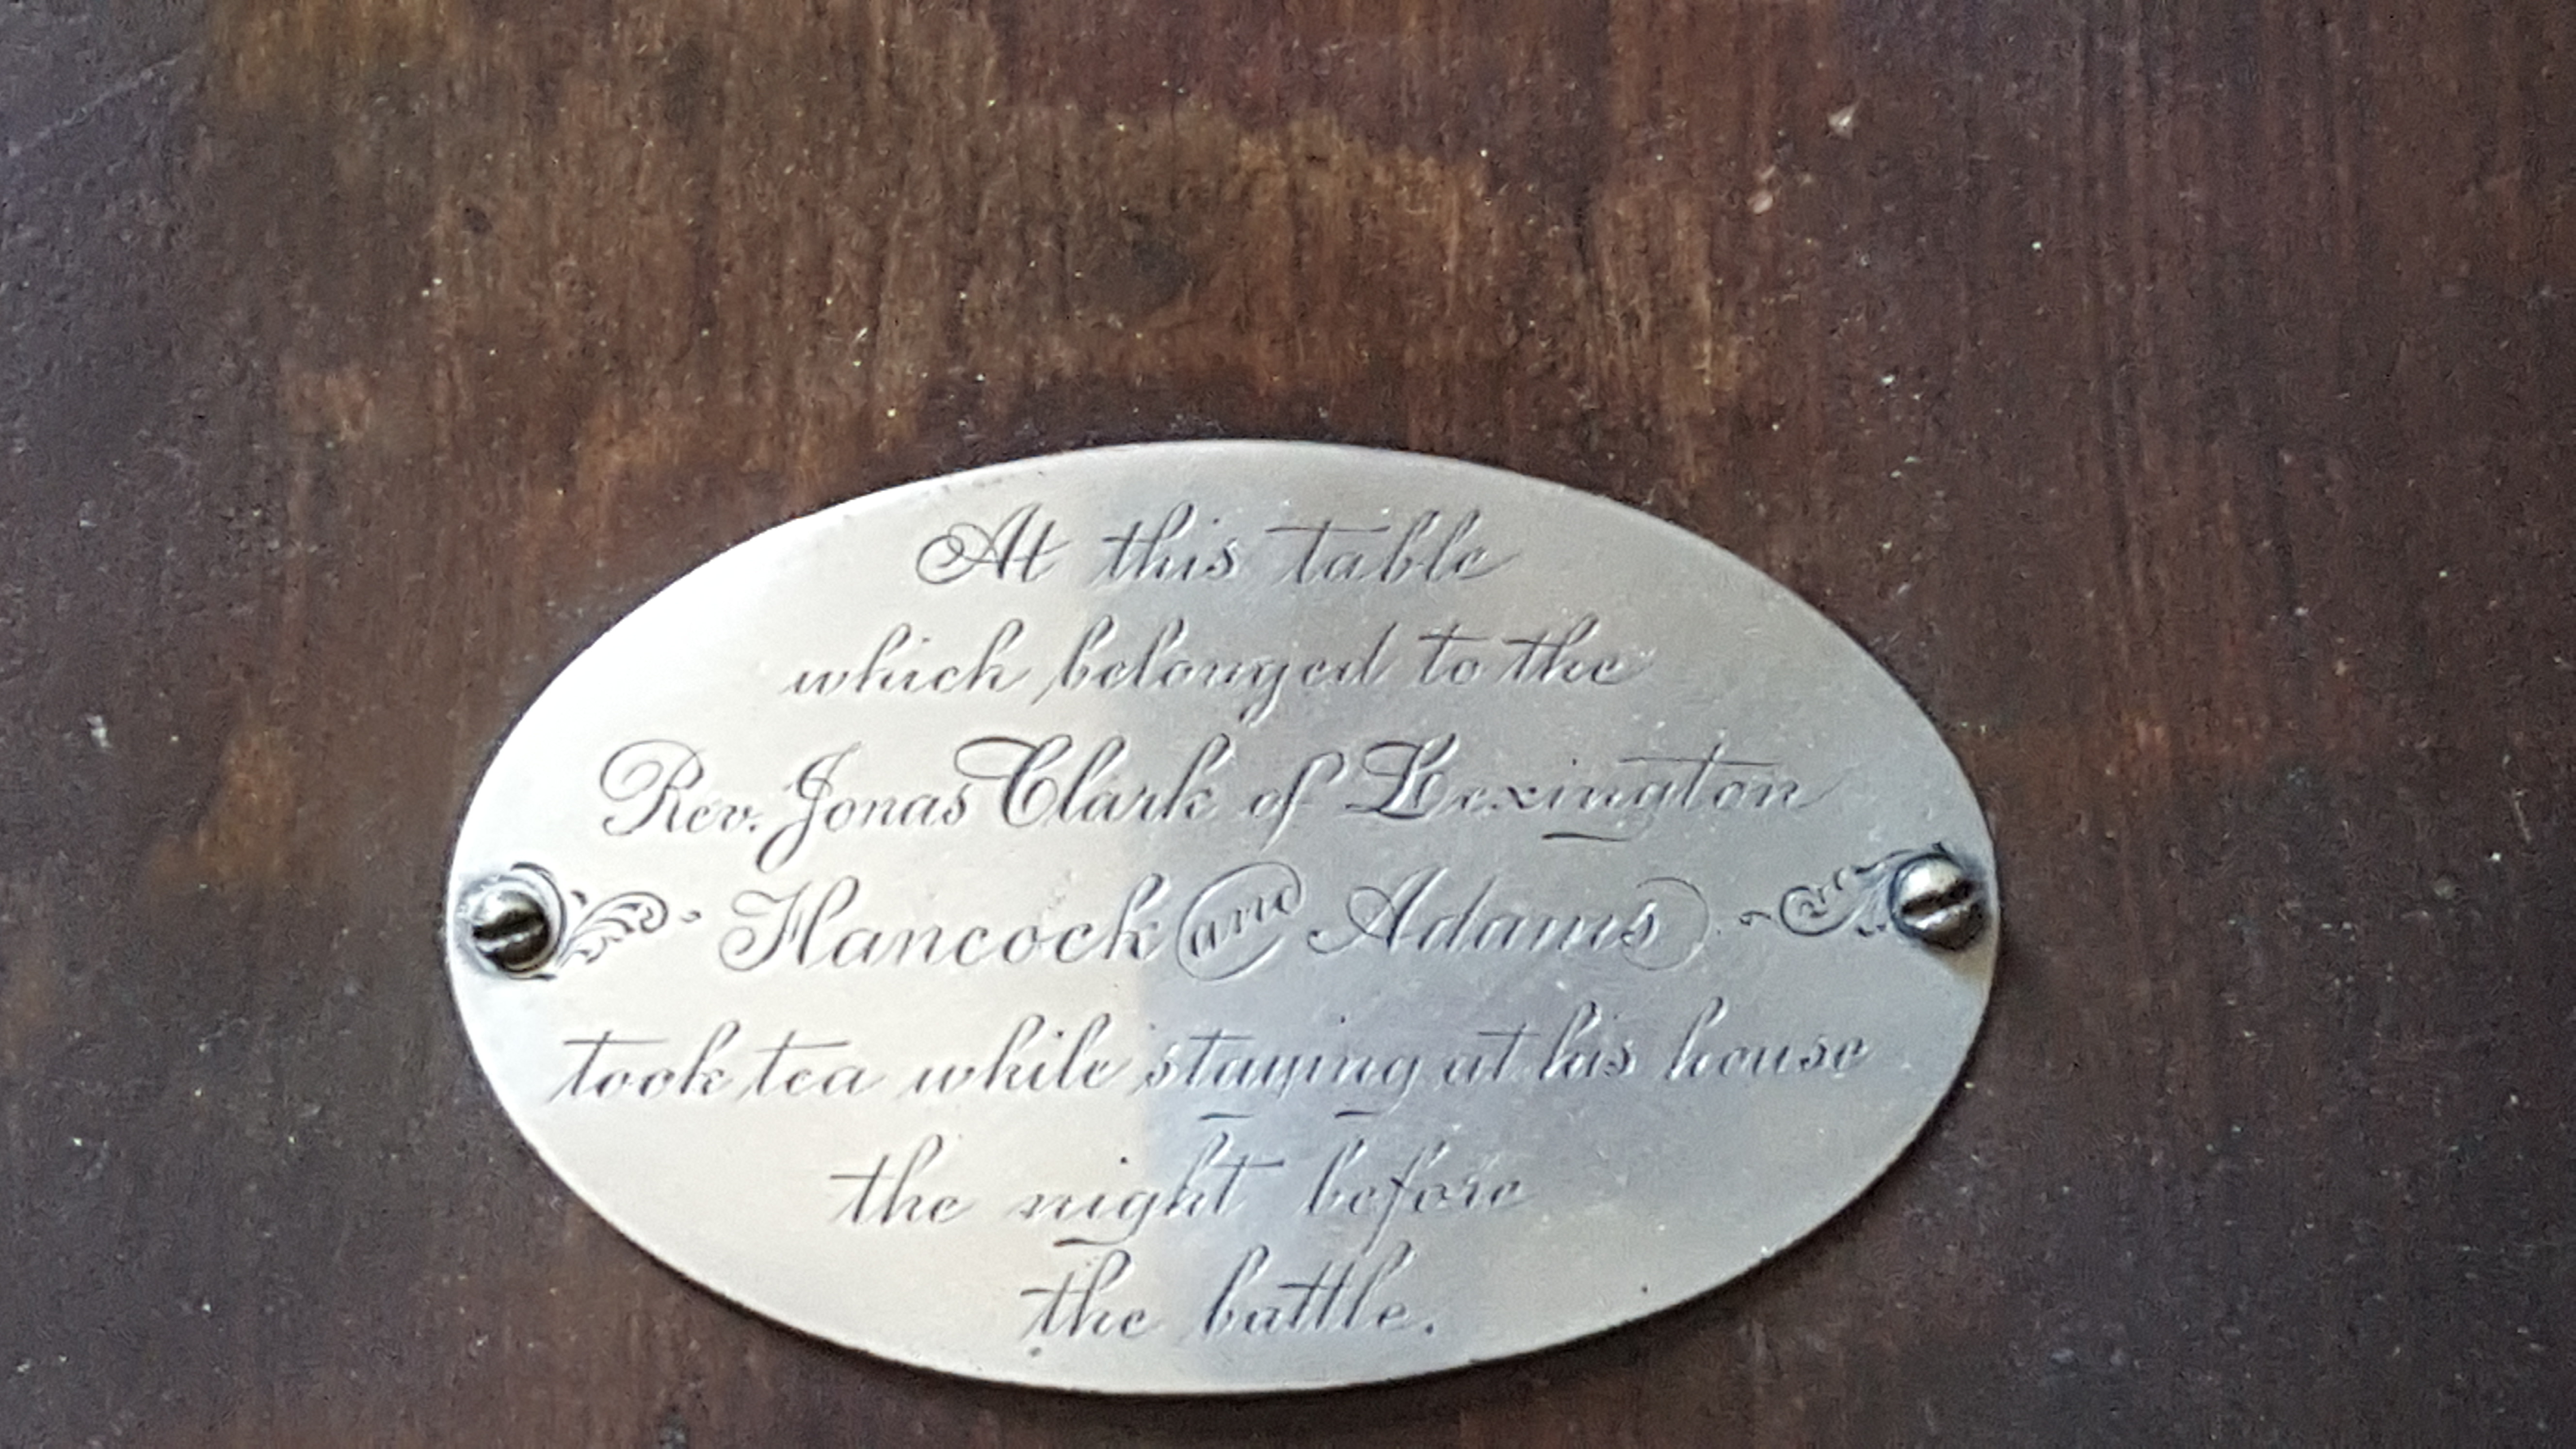 At this table
which belonged to the
Rev. Jonas Clark of Lexington
Hancock and Adams
took tea while staying at his house
the night before
the battle.